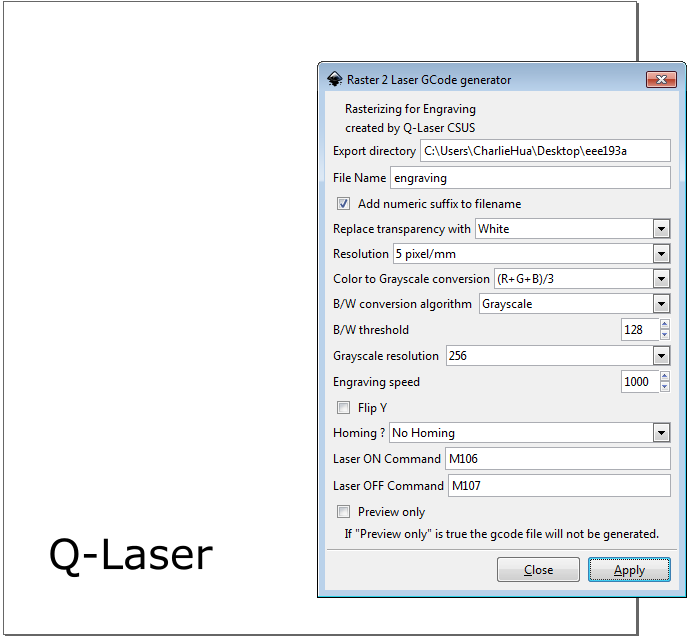 Raster 2 Laser GCode generator
Rasterizing for Engraving
created by Q-Laser CSUS
Export directory C:\Users\CharlieHua\Desktop\eee193a
File Name engraving
Add numeric suffix to filename
Replace transparency with White
Resolution 5 pixel/mm
Color to Grayscale conversion (R+G+B)/3
B/W conversion algorithm Grayscale
B/W threshold 128
Grayscale resolution 256
Engraving speed 1000
Flip Y
Homing ? No Homing
Laser ON Command M106
Laser OFF Command M107
Preview only
If "Preview only" is true the gcode file will not be generated.
Close Apply
Q-Laser